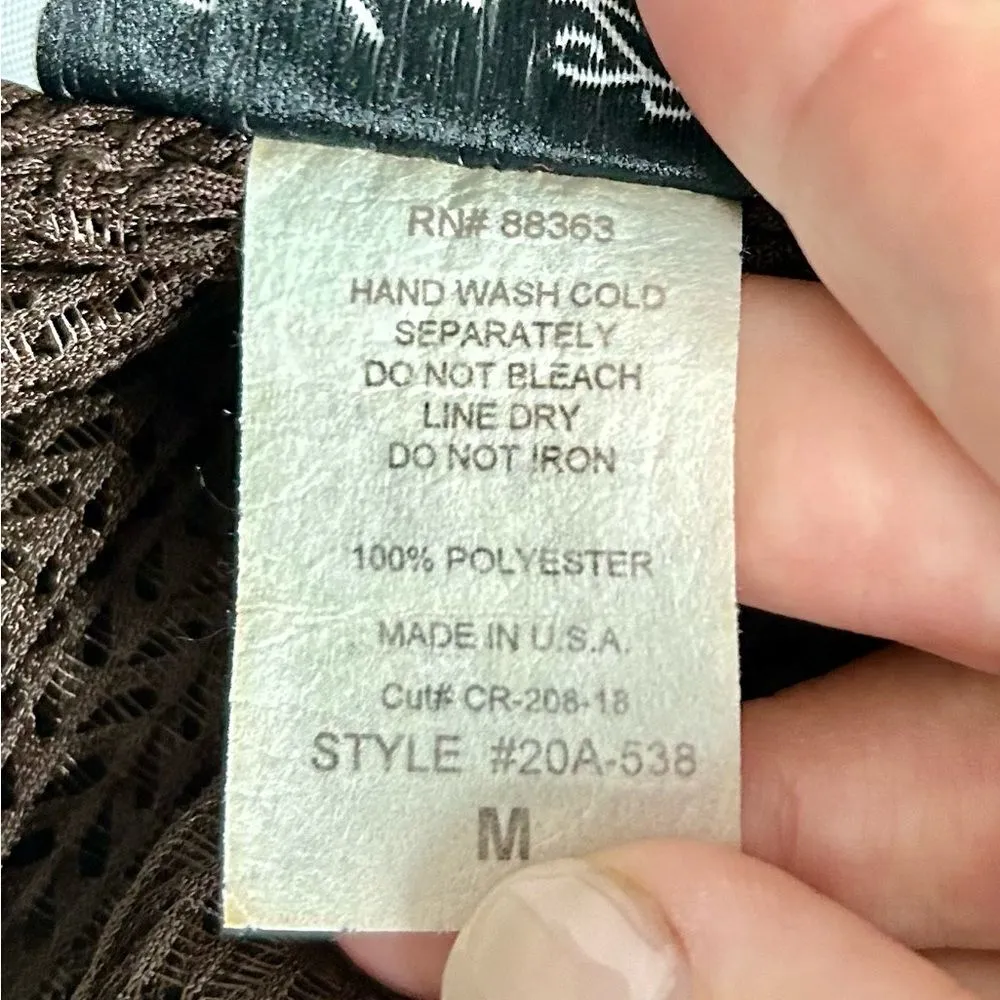 RN# 88363
HAND WASH COLD
SEPARATELY
DO NOT BLEACH
LINE DRY
DO NOT IRON
100% POLYESTER
MADE IN U.S.A.
Cut# CR-208-18
STYLE #20A-538
M